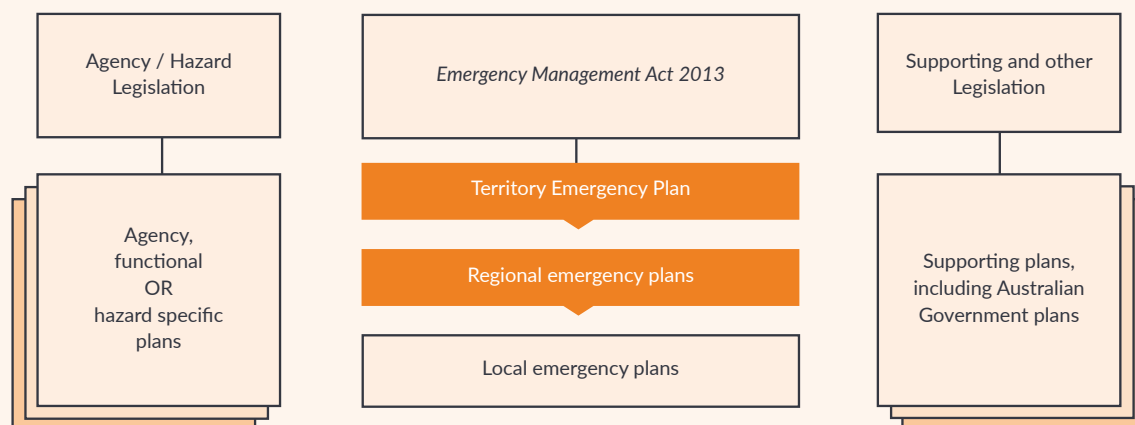 Agency / Hazard
Legislation
Emergency Management Act 2013
Supporting and other
Legislation
Territory Emergency Plan
Agency,
functional
OR
hazard specific
plans
Regional emergency plans
Supporting plans,
including Australian
Government plans
Local emergency plans